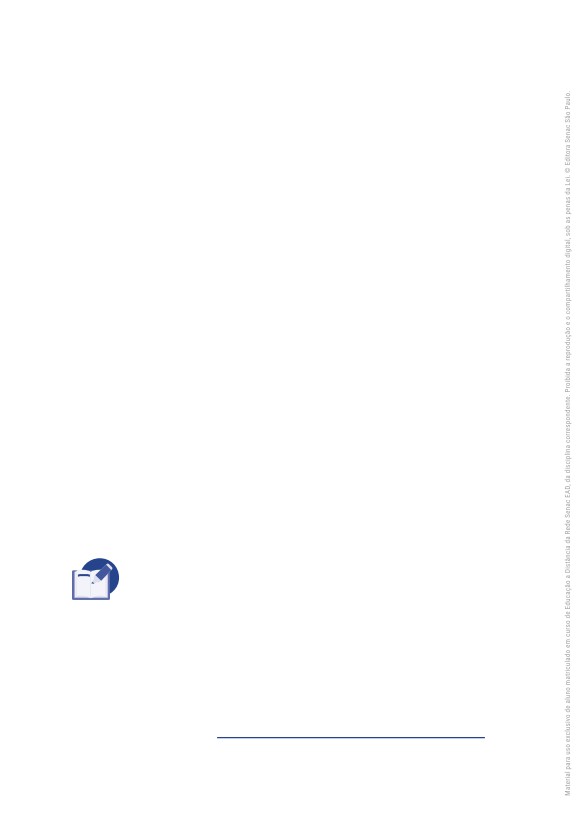 Material para uso exclusivo de aluno matriculado em curso de Educação a Distância da Rede Senac EAD, da disciplina correspondente. Proibida a reprodução e o compartilhamento digital, sob as penas da Lei. © Editora Senac São Paulo.